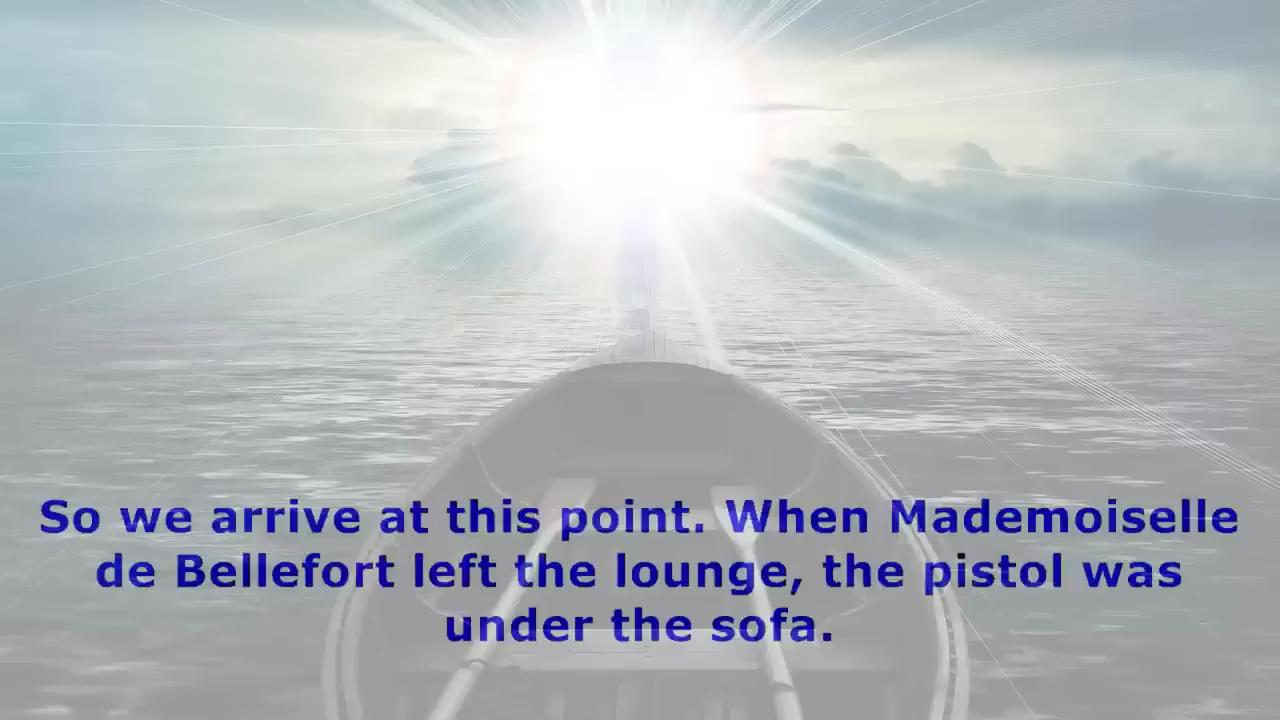 So we arrive at this point. When Mademoiselle
de Bellefort left the lounge, the pistol was
under the sofa.